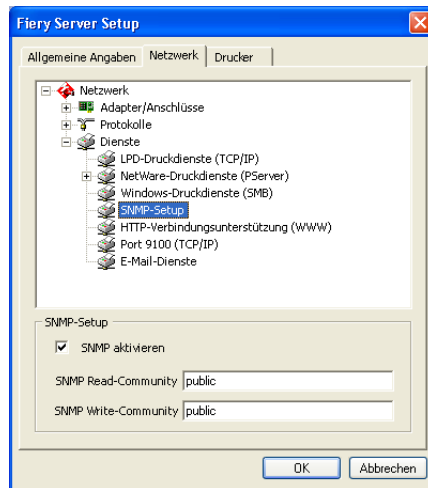 Fiery Server Setup
Allgemeine Angaben Netzwerk Drucker
Netzwerk
Adapter/Anschlüsse
Protokolle
Dienste
LPD-Druckdienste (TCP/IP)
NetWare-Druckdienste (PServer)
Windows-Druckdienste (SMB)
SNMP-Setup
HTTP-Verbindungsunterstützung (WWW)
Port 9100 (TCP/IP)
E-Mail-Dienste
SNMP-Setup
SNMP aktivieren
SNMP Read-Community public
SNMP Write-Community public
OK Abbrechen